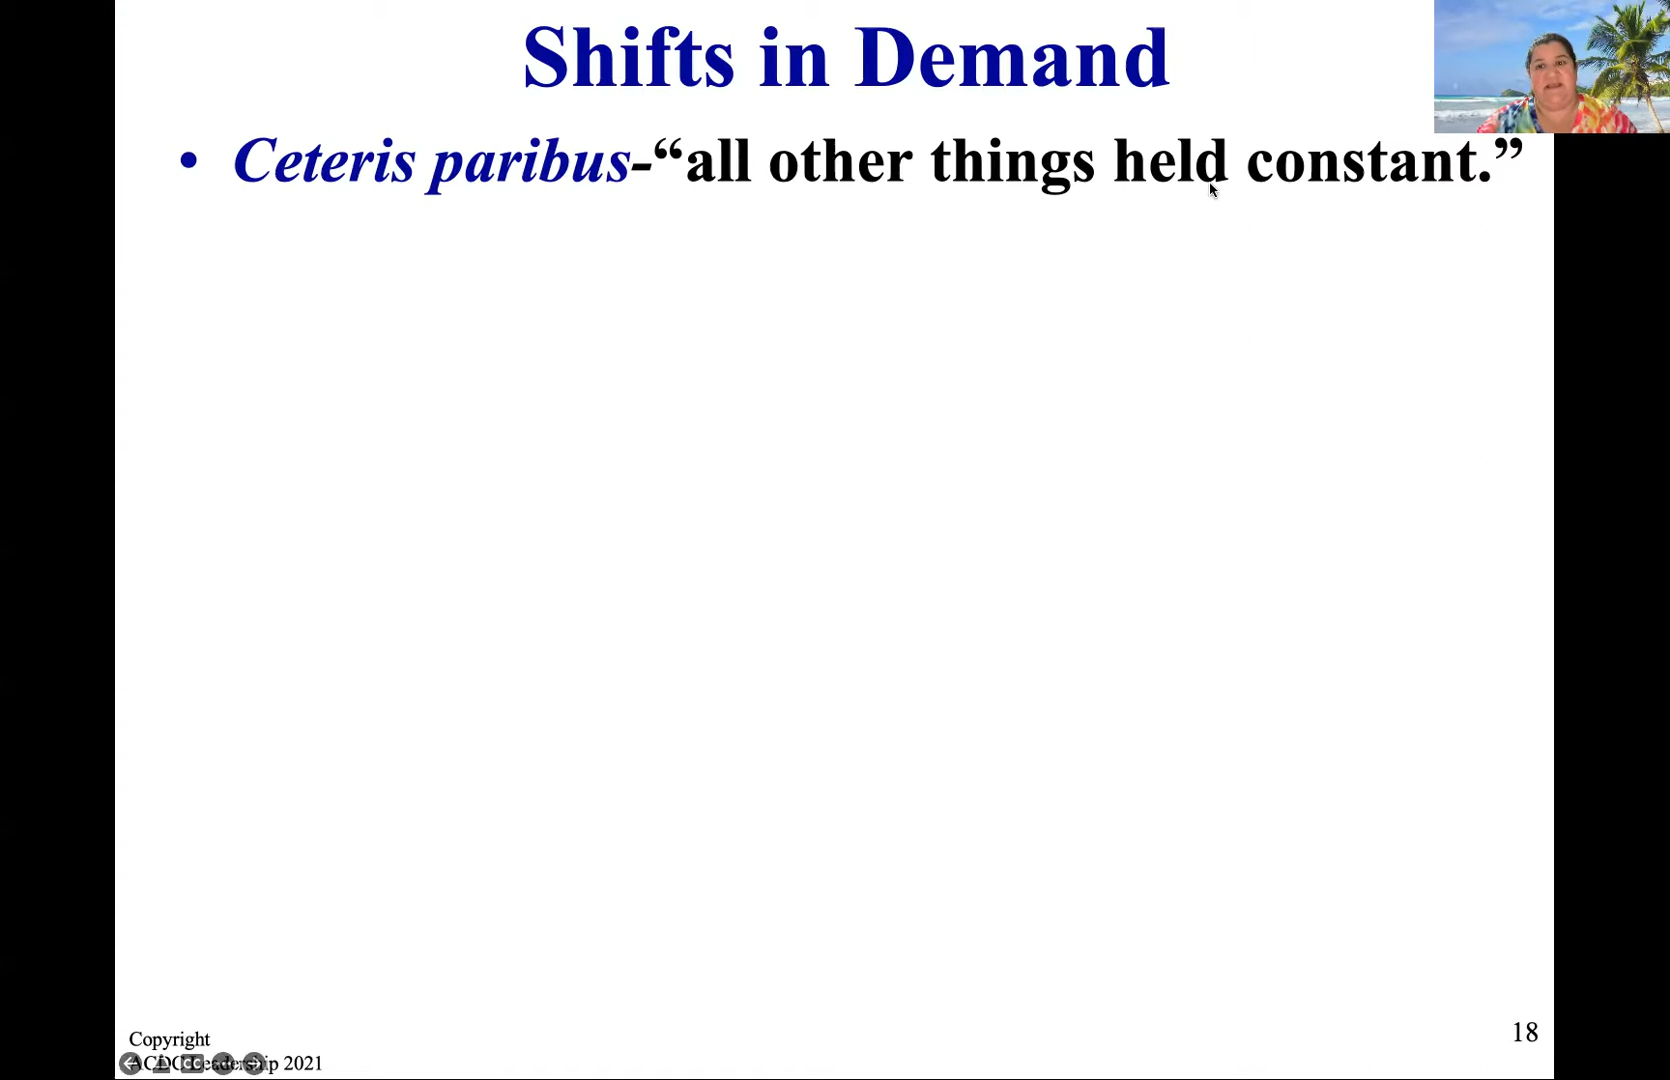 Shifts in Demand
• Ceteris paribus-“all other things held constant.”
Copyright
ACDC Leadership 2021
18